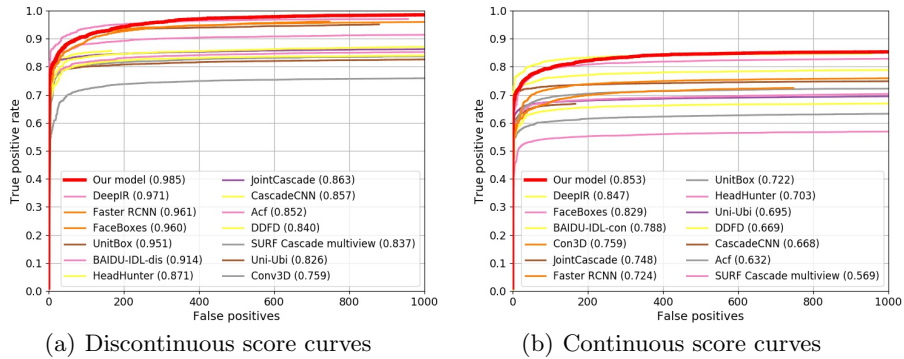 True positive rate
1.0
0.9
0.8
0.7
0.6
0.5
0.4
0.3
0.2
0.1
0.0
Our model (0.985)
DeepIR (0.971)
Faster RCNN (0.961)
FaceBoxes (0.960)
UnitBox (0.951)
BAIDU-IDL-dis (0.914)
HeadHunter (0.871)
JointCascade (0.863)
CascadeCNN (0.857)
Acf (0.852)
DDFD (0.840)
SURF Cascade multiview (0.837)
Uni-Ubi (0.826)
Conv3D (0.759)
0 200 400 600 800 1000
False positives
(a) Discontinuous score curves
True positive rate
1.0
0.9
0.8
0.7
0.6
0.5
0.4
0.3
0.2
0.1
0.0
Our model (0.853)
DeepIR (0.847)
FaceBoxes (0.829)
BAIDU-IDL-con (0.788)
Con3D (0.759)
JointCascade (0.748)
Faster RCNN (0.724)
UnitBox (0.722)
HeadHunter (0.703)
Uni-Ubi (0.695)
DDFD (0.669)
CascadeCNN (0.668)
Acf (0.632)
SURF Cascade multiview (0.569)
0 200 400 600 800 1000
False positives
(b) Continuous score curves